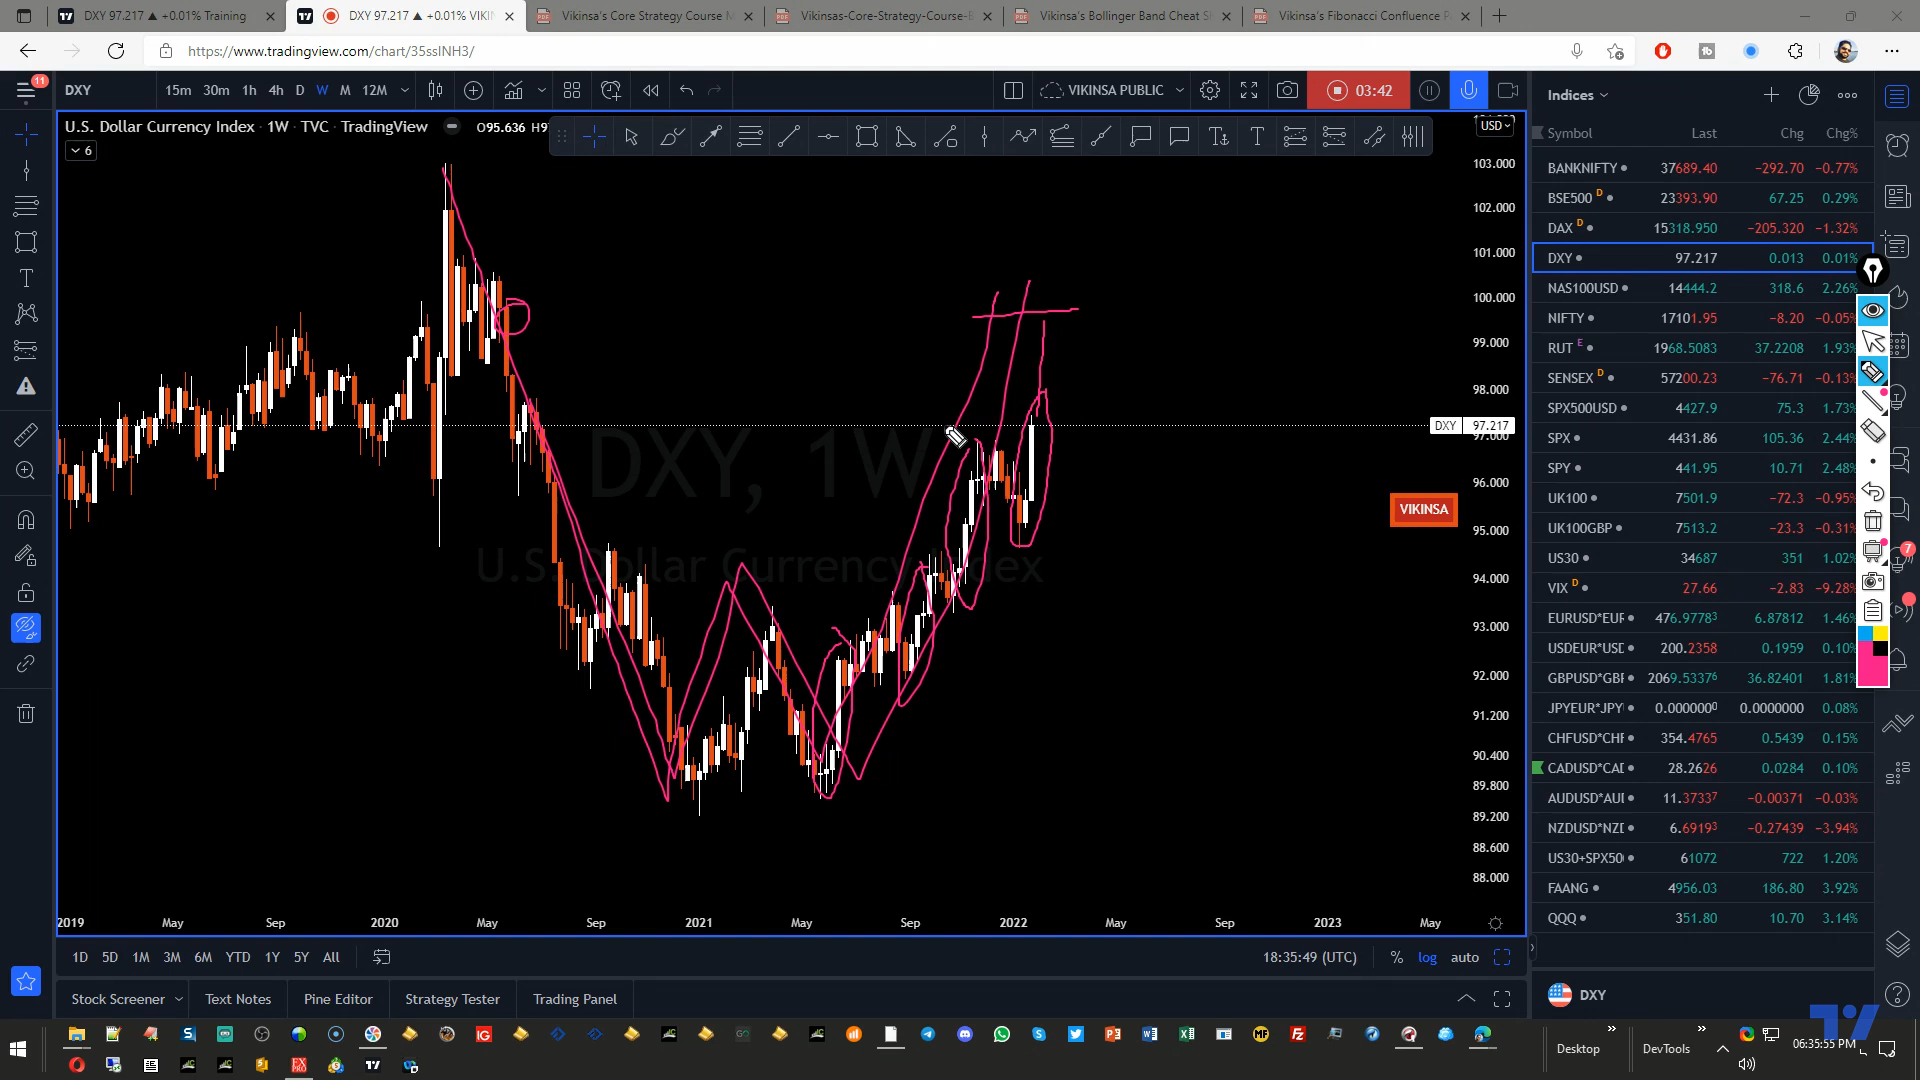 DXY 97.217 ▲ +0.01% Training
DXY 97.217 ▲ +0.01% VIKIN
Vikinsa's Core Strategy Course M
Vikinsas-Core-Strategy-Course-E
Vikinsa's Bollinger Band Cheat S
Vikinsa's Fibonacci Confluence P
https://www.tradingview.com/chart/35ssINH3/
11
DXY
15m 30m 1h 4h D W M 12M
VIKINSA PUBLIC
03:42
Indices
U.S. Dollar Currency Index · 1W · TVC · TradingView
O95.636
USD
6
Symbol Last Chg Chg%
BANKNIFTY 37689.40 −292.70 −0.77%
BSE500 D 23393.90 67.25 0.29%
DAX D 15318.950 −205.320 −1.32%
DXY 97.217 0.013 0.01%
NAS100USD 14444.2 318.6 2.26%
NIFTY 17101.95 −8.20 −0.05%
RUT E 1968.5083 37.2208 1.93%
SENSEX D 57200.23 −76.71 −0.13%
SPX500USD 4427.9 75.3 1.73%
SPX 4431.86 105.36 2.44%
SPY 441.95 10.71 2.48%
UK100 7501.9 −72.3 −0.95%
UK100GBP 7513.2 −23.3 −0.31%
US30 34687 351 1.02%
VIX D 27.66 −2.83 −9.28%
EURUSD*EUF 476.97783 6.87812 1.46%
USDEUR*USD 200.2358 0.1959 0.10%
GBPUSD*GBF 2069.53376 36.82401 1.81%
JPYEUR*JPY 0.0000000 0.0000000 0.08%
CHFUSD*CHF 354.4765 0.5439 0.15%
CADUSD*CAD 28.2626 0.0284 0.10%
AUDUSD*AUD 11.37337 −0.00371 −0.03%
NZDUSD*NZD 6.69193 −0.27439 −3.94%
US30+SPX50 61072 722 1.20%
FAANG 4956.03 186.80 3.92%
QQQ 351.80 10.70 3.14%
103.000
102.000
101.000
100.000
99.000
98.000
DXY 97.217
97.000
96.000
95.000
94.000
93.000
92.000
91.200
90.400
89.800
89.200
88.600
88.000
DXY, 1W
U.S. Dollar Currency Index
VIKINSA
7
2019 May Sep 2020 May Sep 2021 May Sep 2022 May Sep 2023 May
1D 5D 1M 3M 6M YTD 1Y 5Y All
18:35:49 (UTC) % log auto
Stock Screener Text Notes Pine Editor Strategy Tester Trading Panel
DXY
Desktop
DevTools
06:35:55 PM